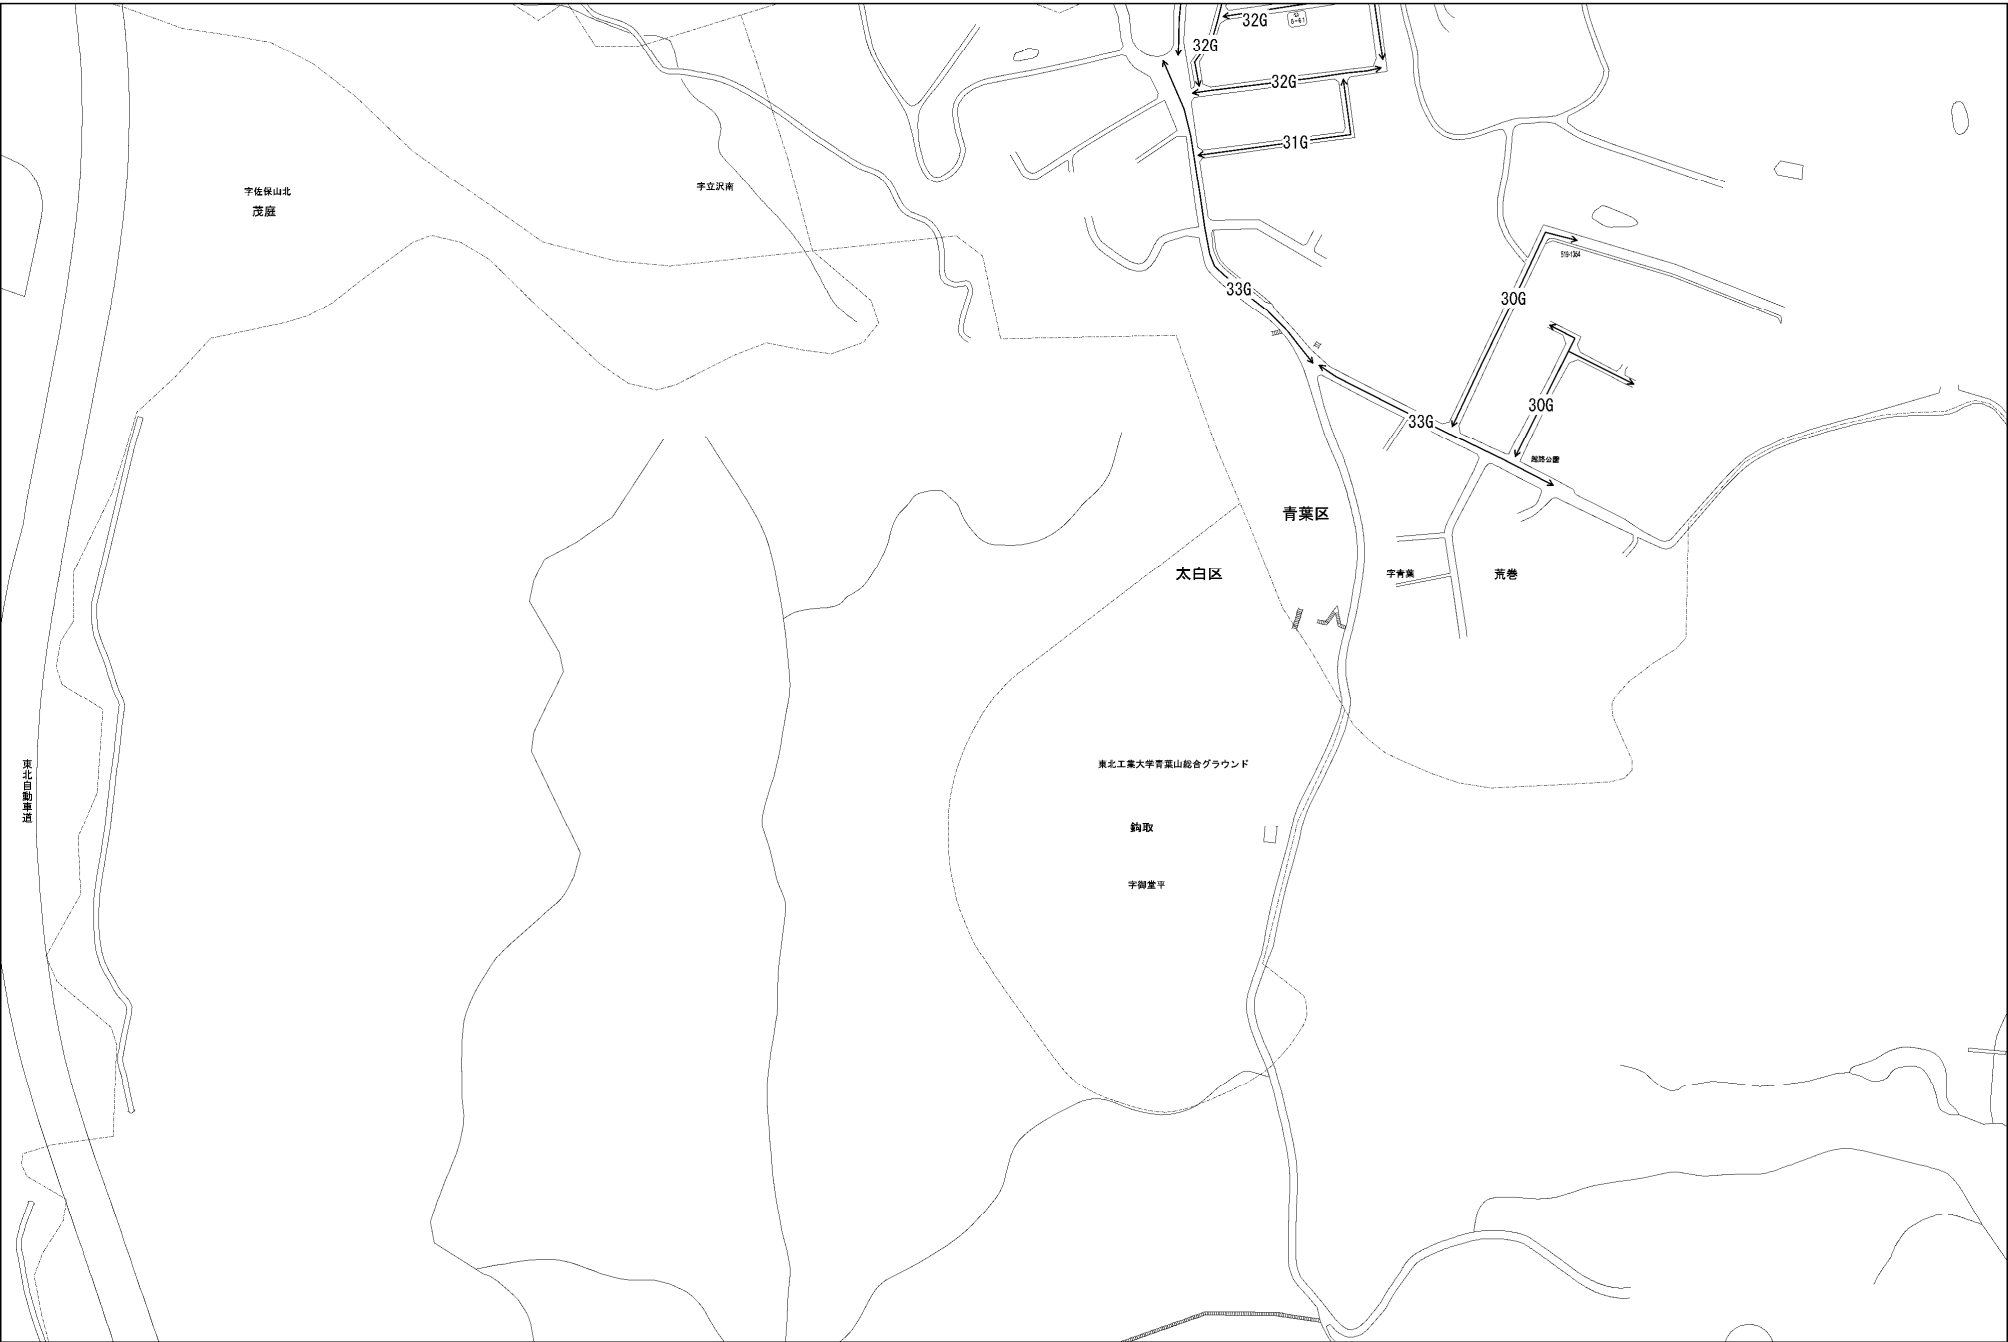 32G
32G
32G
31G
字佐保山北
茂庭
字立沢南
33G
30G
30G
33G
青葉区
太白区
字青葉
荒巻
東北自動車道
東北工業大学青葉山総合グラウンド
鈎取
字御堂平